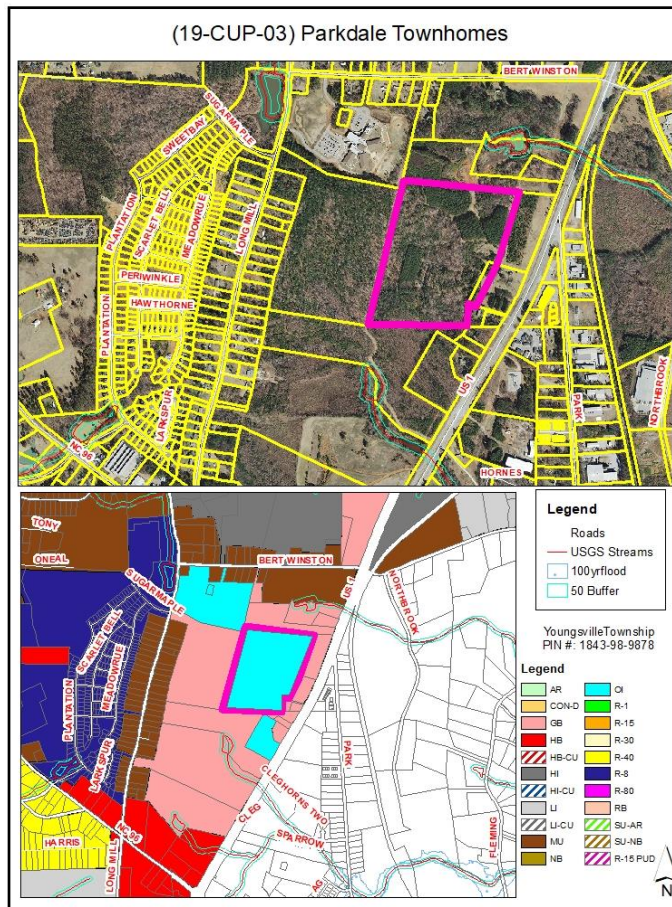 (19-CUP-03) Parkdale Townhomes
BERT WINSTON
SUGARMAPLE
SWEETBAY
PLANTATION
SCARLET BELL
MEADOWRUE
LONG MILL
PERIWINKLE
HAWTHORNE
PLANTATION
LARKSPUR
NC 96
US 1
PARK
NORTHBROOK
HORNES
TONY
ONEAL
BERT WINSTON
SUGARMAPLE
US 1
NORTHBROOK
SCARLET BELL
MEADOWRUE
PLANTATION
LARKSPUR
PARK
CLEGHORNS TWO
CLEG
SPARROW
NC 96
HARRIS
LONG MILL
FLEMING
AG
Legend
Roads
USGS Streams
100yrflood
50 Buffer
YoungsvilleTownship
PIN #: 1843-98-9878
Legend
AR
CON-D
GB
HB
HB-CU
HI
HI-CU
LI
LI-CU
MU
NB
OI
R-1
R-15
R-30
R-40
R-8
R-80
RB
SU-AR
SU-NB
R-15 PUD
N